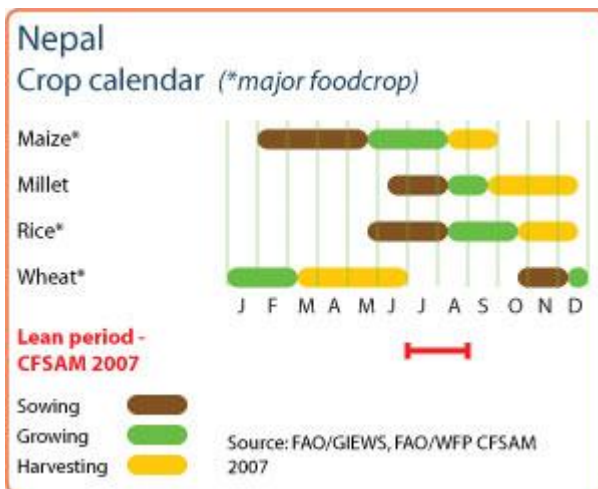 Nepal
Crop calendar (*major foodcrop)
Maize*
Millet
Rice*
Wheat*
J F M A M J J A S O N D
Lean period -
CFSAM 2007
Sowing
Growing
Harvesting
Source: FAO/GIEWS, FAO/WFP CFSAM
2007